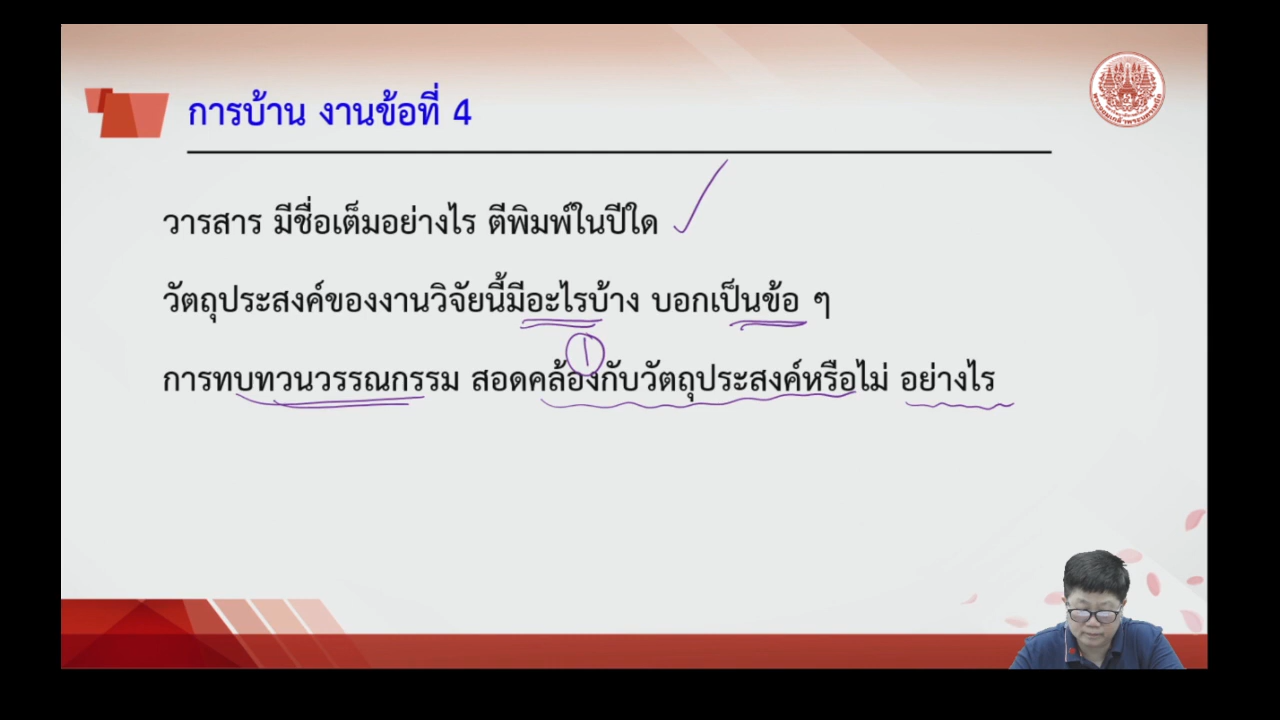 การบ้าน งานข้อที่ 4
วารสาร มีชื่อเต็มอย่างไร ตีพิมพ์ในปีใด
วัตถุประสงค์ของงานวิจัยนี้มีอะไรบ้าง บอกเป็นข้อ ๆ
1
การทบทวนวรรณกรรม สอดคล้องกับวัตถุประสงค์หรือไม่ อย่างไร